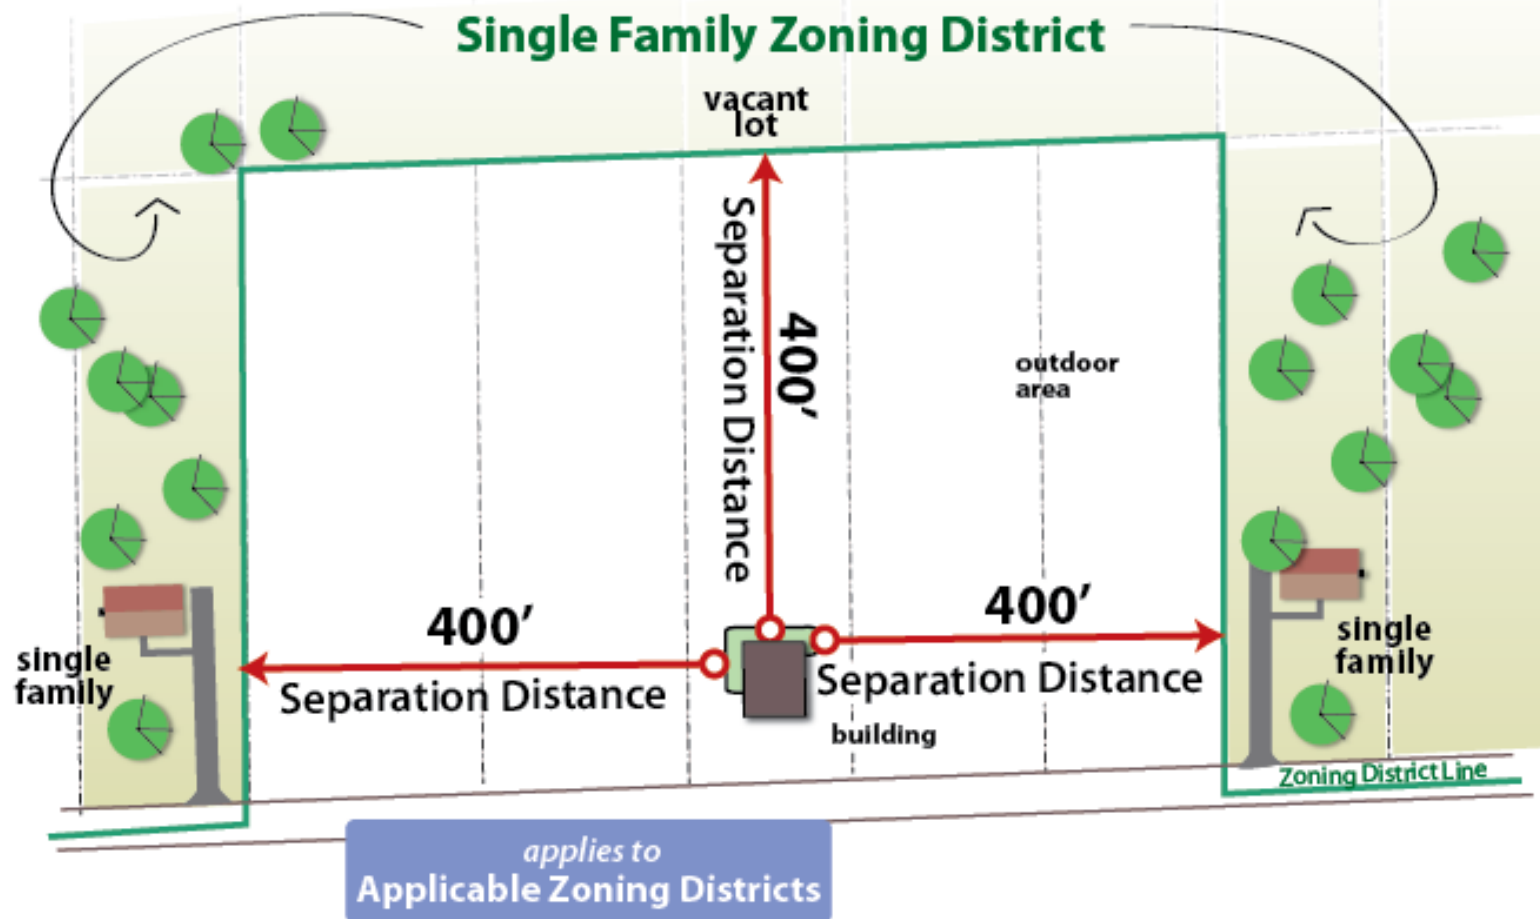 Single Family Zoning District
vacant
lot
Separation Distance
400’
outdoor
area
400’
Separation Distance
400’
Separation Distance
single
family
single
family
building
Zoning District Line
applies to
Applicable Zoning Districts